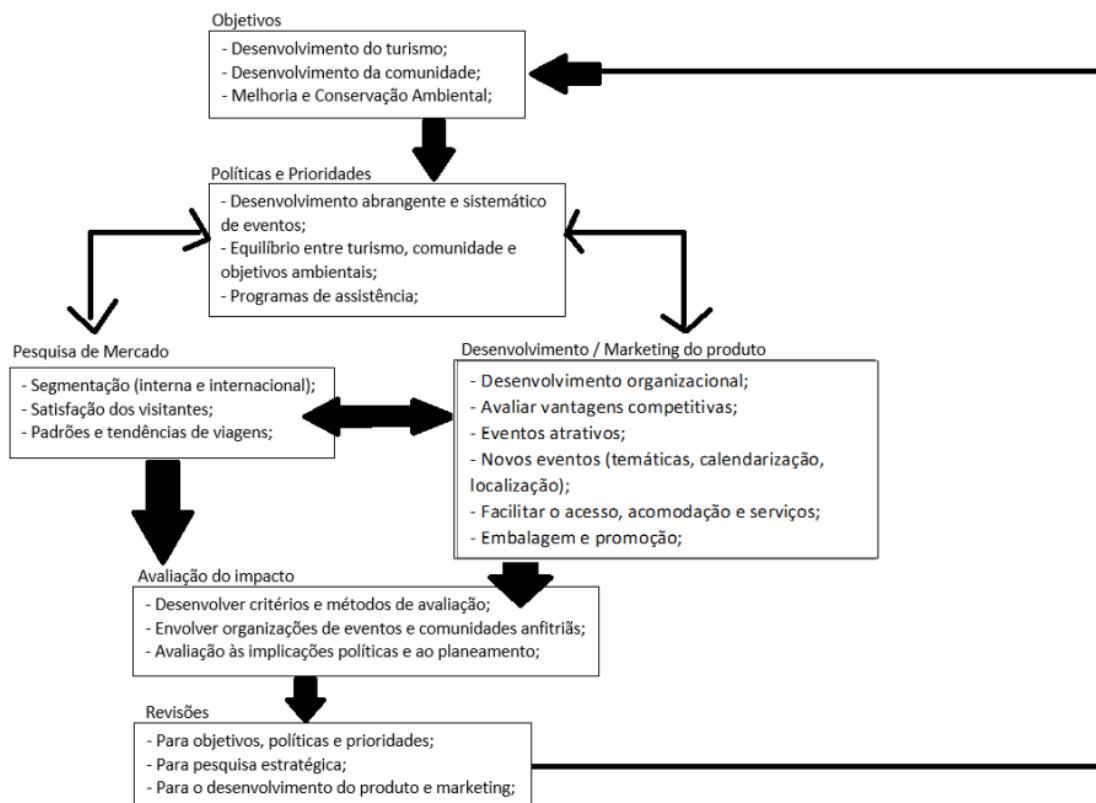 Objetivos
- Desenvolvimento do turismo;
- Desenvolvimento da comunidade;
- Melhoria e Conservação Ambiental;
Políticas e Prioridades
- Desenvolvimento abrangente e sistemático
de eventos;
- Equilíbrio entre turismo, comunidade e
objetivos ambientais;
- Programas de assistência;
Pesquisa de Mercado
- Segmentação (interna e internacional);
- Satisfação dos visitantes;
- Padrões e tendências de viagens;
Desenvolvimento / Marketing do produto
- Desenvolvimento organizacional;
- Avaliar vantagens competitivas;
- Eventos atrativos;
- Novos eventos (temáticas, calendarização,
localização);
- Facilitar o acesso, acomodação e serviços;
- Embalagem e promoção;
Avaliação do impacto
- Desenvolver critérios e métodos de avaliação;
- Envolver organizações de eventos e comunidades anfitriãs;
- Avaliação às implicações políticas e ao planeamento;
Revisões
- Para objetivos, políticas e prioridades;
- Para pesquisa estratégica;
- Para o desenvolvimento do produto e marketing;